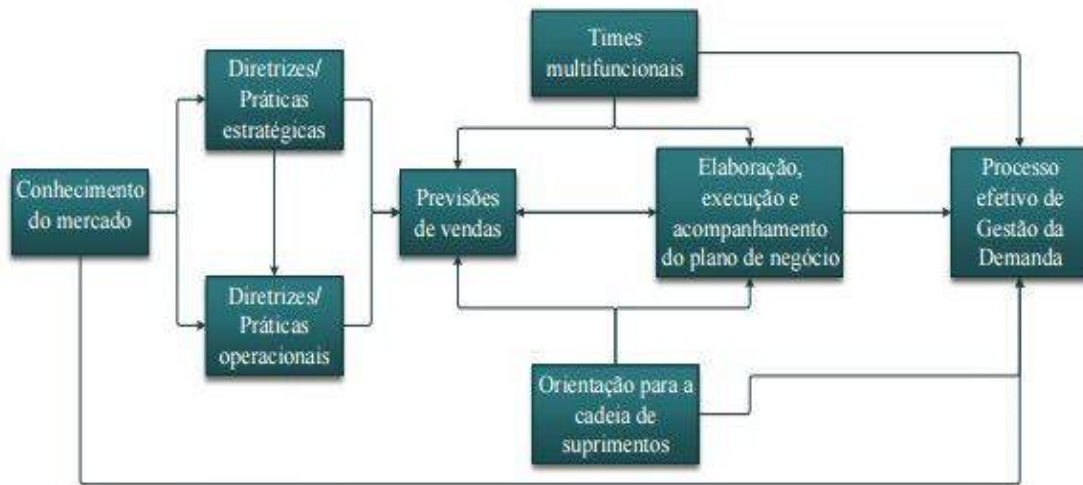 Times
multifuncionais
Diretrizes/
Práticas
estratégicas
Conhecimento
do mercado
Previsões
de vendas
Elaboração,
execução e
acompanhamento
do plano de negócio
Processo
efetivo de
Gestão da
Demanda
Diretrizes/
Práticas
operacionais
Orientação para a
cadeia de
suprimentos